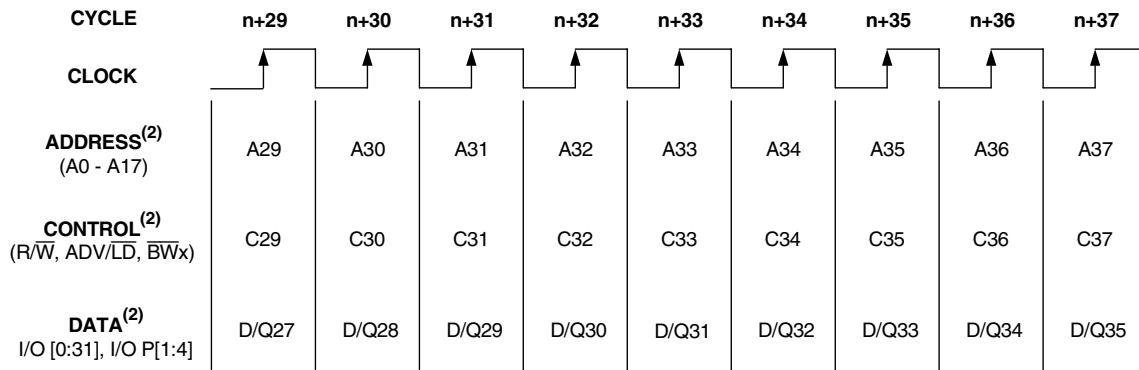 CYCLE n+29 n+30 n+31 n+32 n+33 n+34 n+35 n+36 n+37
CLOCK
ADDRESS(2)
(A0 - A17)
A29 A30 A31 A32 A33 A34 A35 A36 A37
CONTROL(2)
(R/W̅, ADV/L̅D̅, B̅W̅x)
C29 C30 C31 C32 C33 C34 C35 C36 C37
DATA(2)
I/O [0:31], I/O P[1:4]
D/Q27 D/Q28 D/Q29 D/Q30 D/Q31 D/Q32 D/Q33 D/Q34 D/Q35